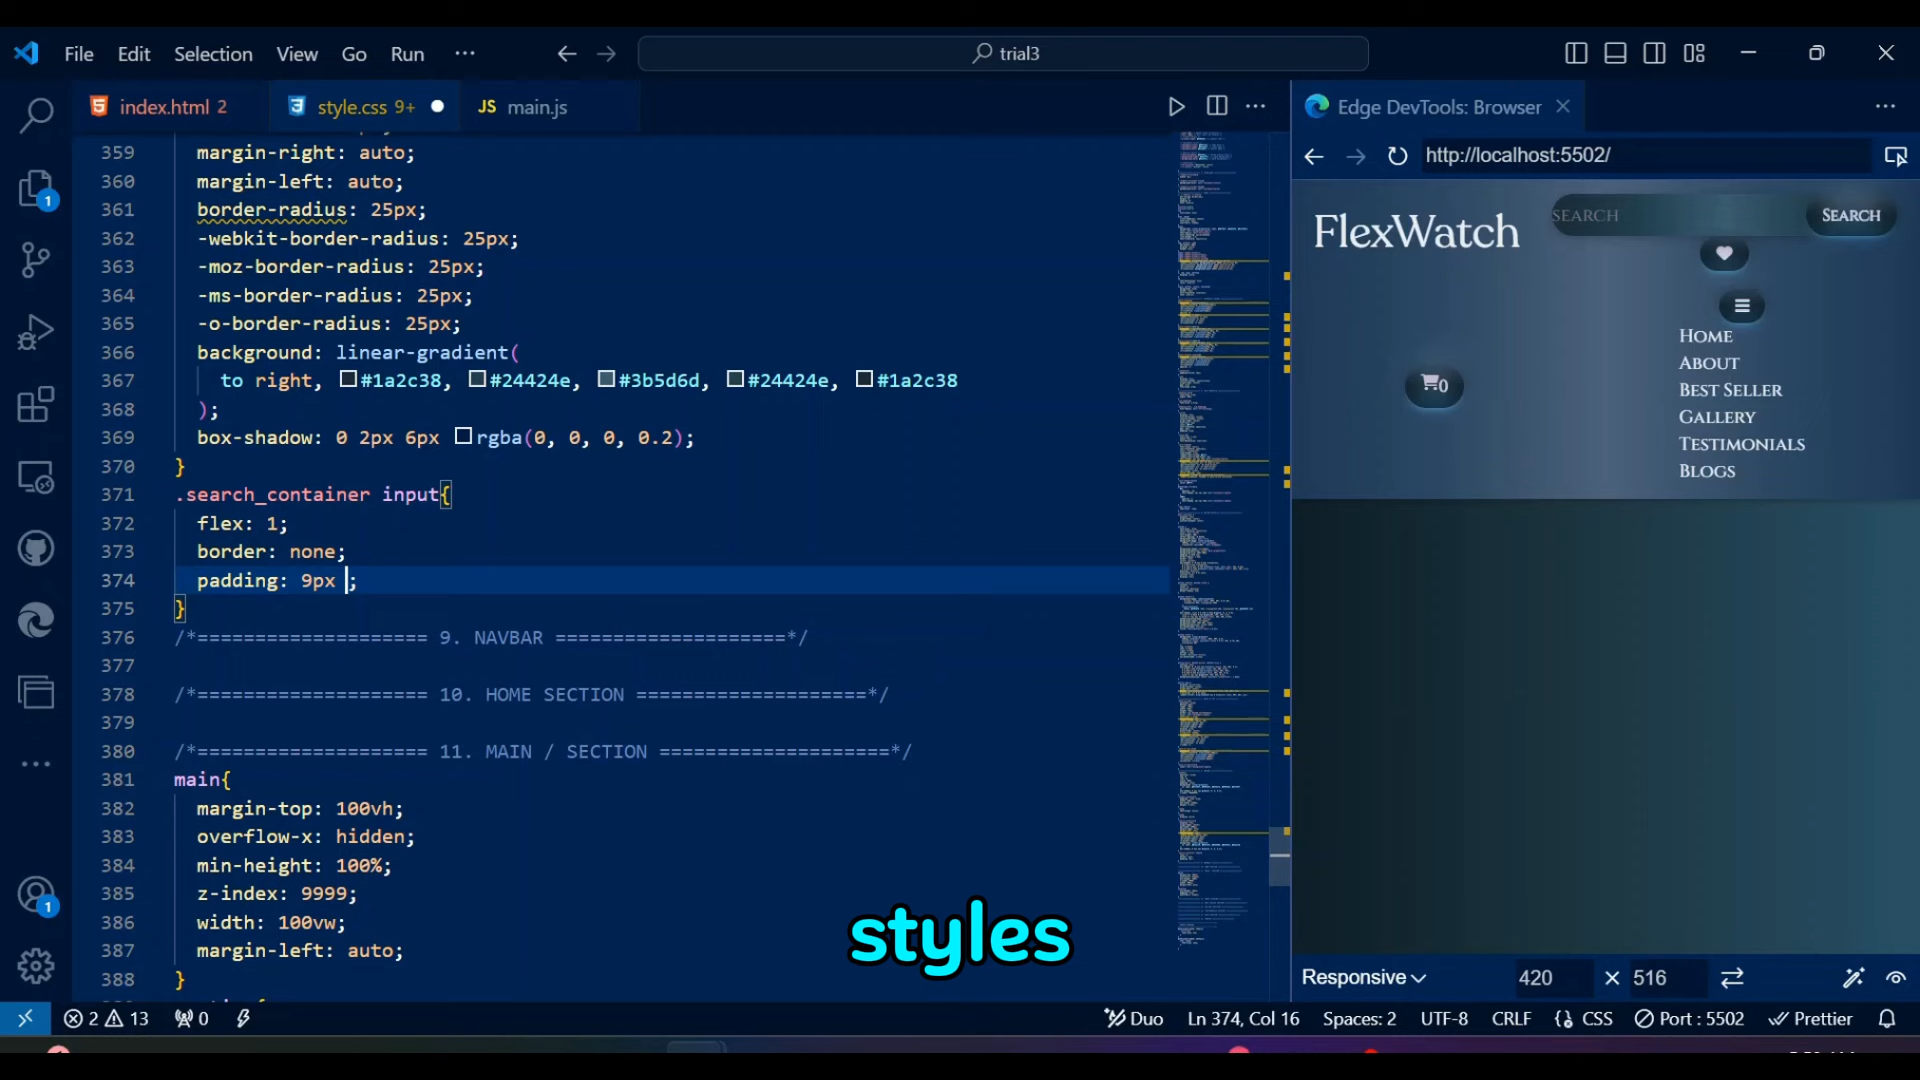 File Edit Selection View Go Run ···
trial3
index.html 2
style.css 9+
JS main.js
Edge DevTools: Browser
http://localhost:5502/
359 margin-right: auto;
360 margin-left: auto;
361 border-radius: 25px;
362 -webkit-border-radius: 25px;
363 -moz-border-radius: 25px;
364 -ms-border-radius: 25px;
365 -o-border-radius: 25px;
366 background: linear-gradient(
367 to right, #1a2c38, #24424e, #3b5d6d, #24424e, #1a2c38
368 );
369 box-shadow: 0 2px 6px rgba(0, 0, 0, 0.2);
370 }
371 .search_container input{
372 flex: 1;
373 border: none;
374 padding: 9px ;
375 }
376 /*==================== 9. NAVBAR ====================*/
377
378 /*==================== 10. HOME SECTION ====================*/
379
380 /*==================== 11. MAIN / SECTION ====================*/
381 main{
382 margin-top: 100vh;
383 overflow-x: hidden;
384 min-height: 100%;
385 z-index: 9999;
386 width: 100vw;
387 margin-left: auto;
388 }
1
1
FlexWatch
SEARCH
SEARCH
0
HOME
ABOUT
BEST SELLER
GALLERY
TESTIMONIALS
BLOGS
styles
Responsive 420 × 516
2 13 0
Duo Ln 374, Col 16 Spaces: 2 UTF-8 CRLF {} CSS Port : 5502 Prettier